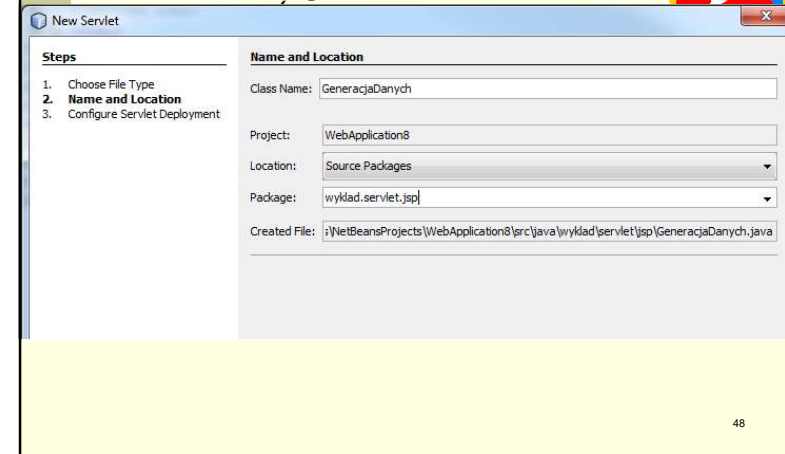 New Servlet
Steps
1. Choose File Type
2. Name and Location
3. Configure Servlet Deployment
Name and Location
Class Name: GeneracjaDanych
Project: WebApplication8
Location: Source Packages
Package: wyklad.servlet.jsp
Created File: s\NetBeansProjects\WebApplication8\src\java\wyklad\servlet\jsp\GeneracjaDanych.java
48